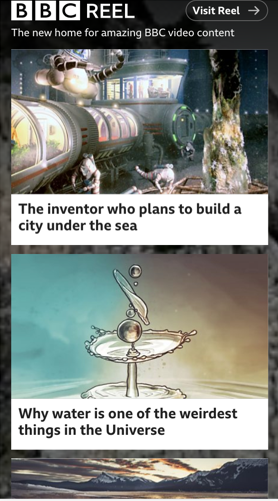 BBC REEL
Visit Reel →
The new home for amazing BBC video content
The inventor who plans to build a
city under the sea
Why water is one of the weirdest
things in the Universe